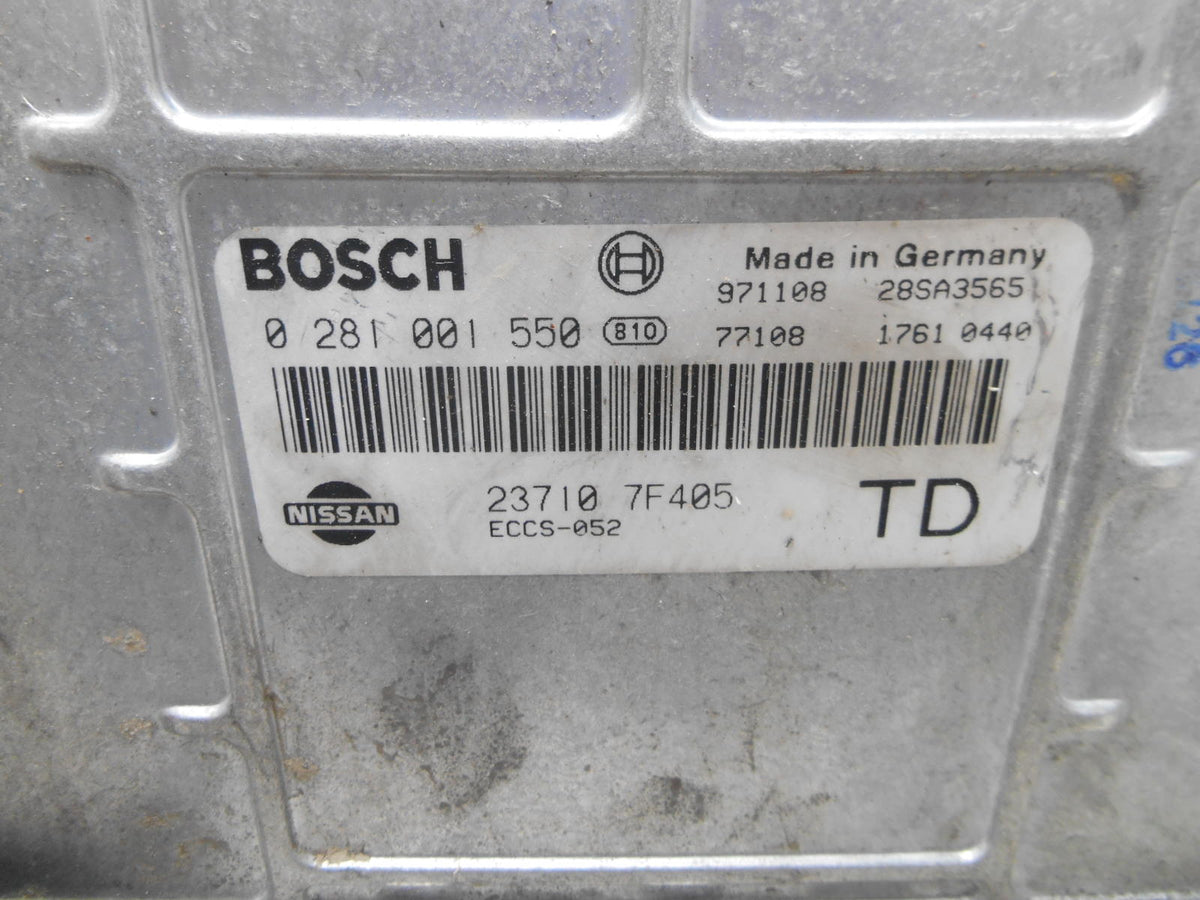 BOSCH
Made in Germany
971108 28SA3565
0 281 001 550 810 77108 1761 0440
NISSAN
23710 7F405 TD
ECCS-052